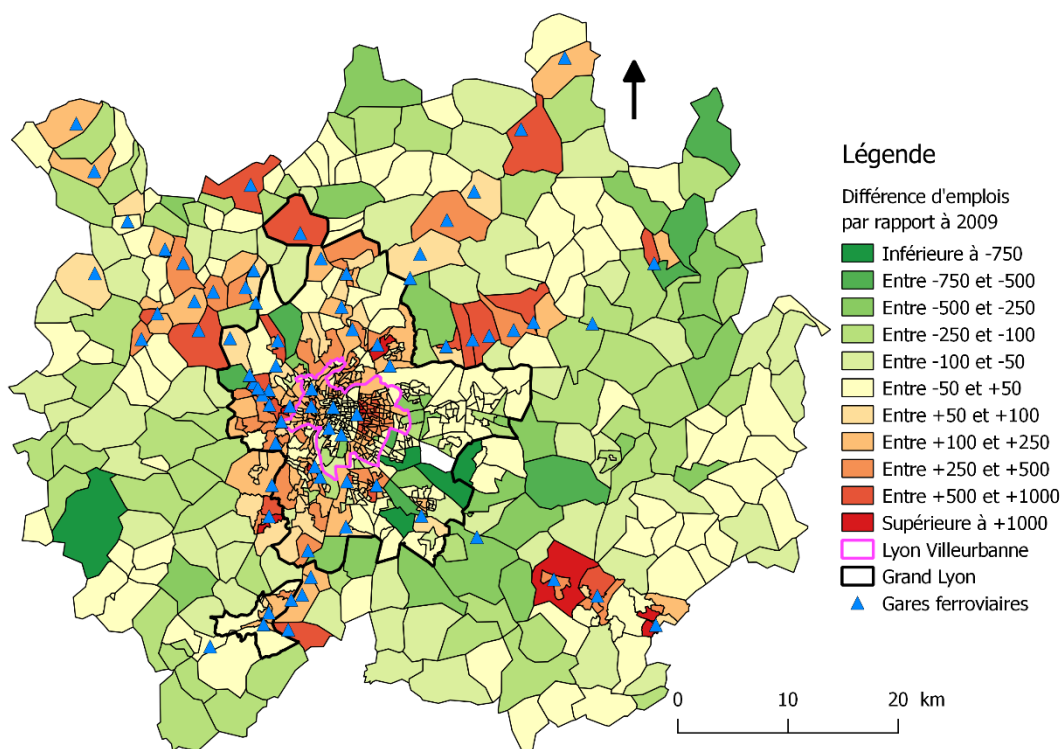 Légende
Différence d'emplois
par rapport à 2009
Inférieure à -750
Entre -750 et -500
Entre -500 et -250
Entre -250 et -100
Entre -100 et -50
Entre -50 et +50
Entre +50 et +100
Entre +100 et +250
Entre +250 et +500
Entre +500 et +1000
Supérieure à +1000
Lyon Villeurbanne
Grand Lyon
Gares ferroviaires
0 10 20 km